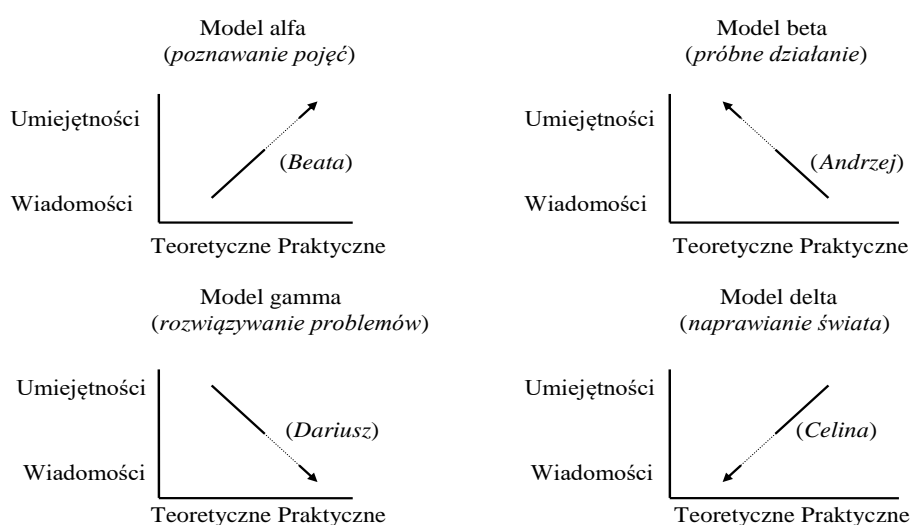 Model alfa
(poznawanie pojęć)
Umiejętności
(Beata)
Wiadomości
Teoretyczne Praktyczne
Model beta
(próbne działanie)
Umiejętności
(Andrzej)
Wiadomości
Teoretyczne Praktyczne
Model gamma
(rozwiązywanie problemów)
Umiejętności
(Dariusz)
Wiadomości
Teoretyczne Praktyczne
Model delta
(naprawianie świata)
Umiejętności
(Celina)
Wiadomości
Teoretyczne Praktyczne